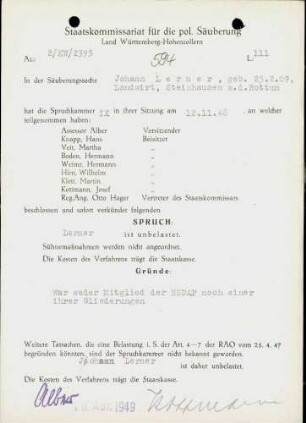 Staatskommissariat für die pol. Säuberung
Land Württemberg-Hohenzollern
Az: 2/KN/2395
594
L.111
In der Säuberungssache Johann Lerner, geb. 23.2.09,
Landwirt, Steinhausen a.d.Rottum
hat die Spruchkammer IX in ihrer Sitzung am 12.11.48, an welcher
teilgenommen haben:
Assessor Alber Vorsitzender
Knapp, Hans Beisitzer
Veit, Martha „
Boden, Hermann „
Weime, Hermann „
Hirn, Wilhelm „
Klett, Martin „
Kettmann, Josef „
Reg.Ang. Otto Hager Vertreter des Staatskommissars
beschlossen und sofort verkündet folgenden
SPRUCH:
Lerner ist unbelastet.
Sühnemaßnahmen werden nicht angeordnet.
Die Kosten des Verfahrens trägt die Staatskasse.
Gründe:
War weder Mitglied der NSDAP noch einer
ihrer Gliederungen
Weitere Tatsachen, die eine Belastung i. S. der Art. 4–7 der RAO vom 25. 4. 47
begründen könnten, sind der Spruchkammer nicht bekannt geworden.
Johann Lerner ist daher unbelastet.
Die Kosten des Verfahrens trägt die Staatskasse.
Alber
1949